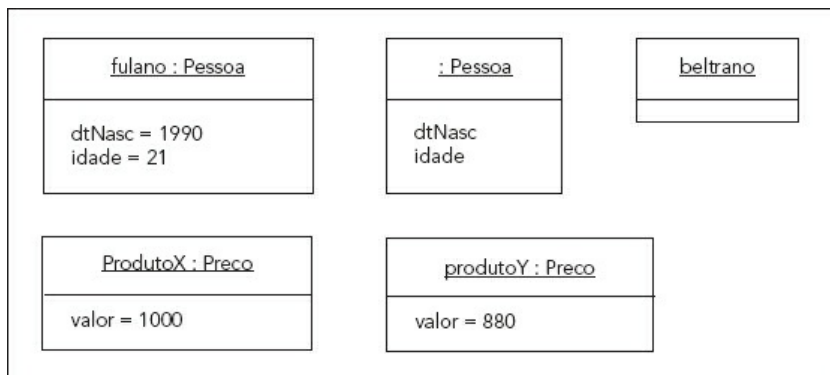 fulano : Pessoa
dtNasc = 1990
idade = 21
: Pessoa
dtNasc
idade
beltrano
ProdutoX : Preco
valor = 1000
produtoY : Preco
valor = 880